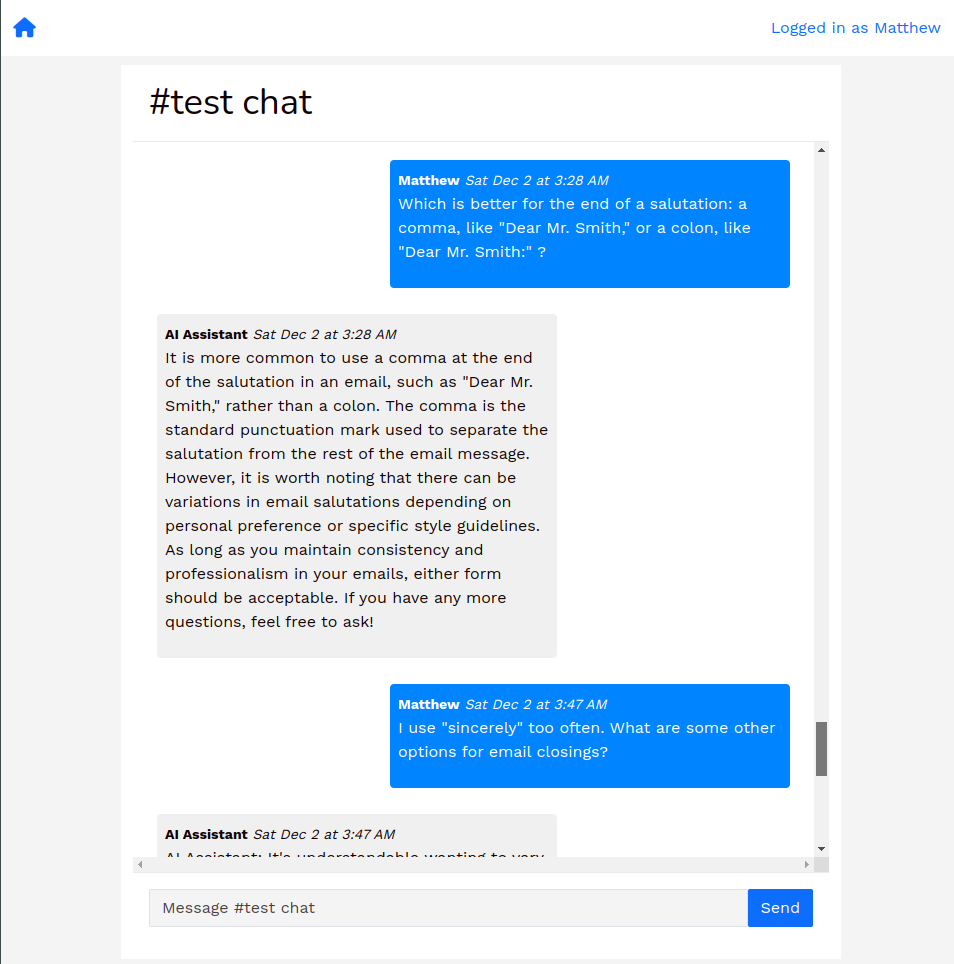 Logged in as Matthew
#test chat
Matthew Sat Dec 2 at 3:28 AM
Which is better for the end of a salutation: a
comma, like "Dear Mr. Smith," or a colon, like
"Dear Mr. Smith:" ?
AI Assistant Sat Dec 2 at 3:28 AM
It is more common to use a comma at the end
of the salutation in an email, such as "Dear Mr.
Smith," rather than a colon. The comma is the
standard punctuation mark used to separate the
salutation from the rest of the email message.
However, it is worth noting that there can be
variations in email salutations depending on
personal preference or specific style guidelines.
As long as you maintain consistency and
professionalism in your emails, either form
should be acceptable. If you have any more
questions, feel free to ask!
Matthew Sat Dec 2 at 3:47 AM
I use "sincerely" too often. What are some other
options for email closings?
AI Assistant Sat Dec 2 at 3:47 AM
AI Assistant: It's understandable wanting to vary
Message #test chat
Send